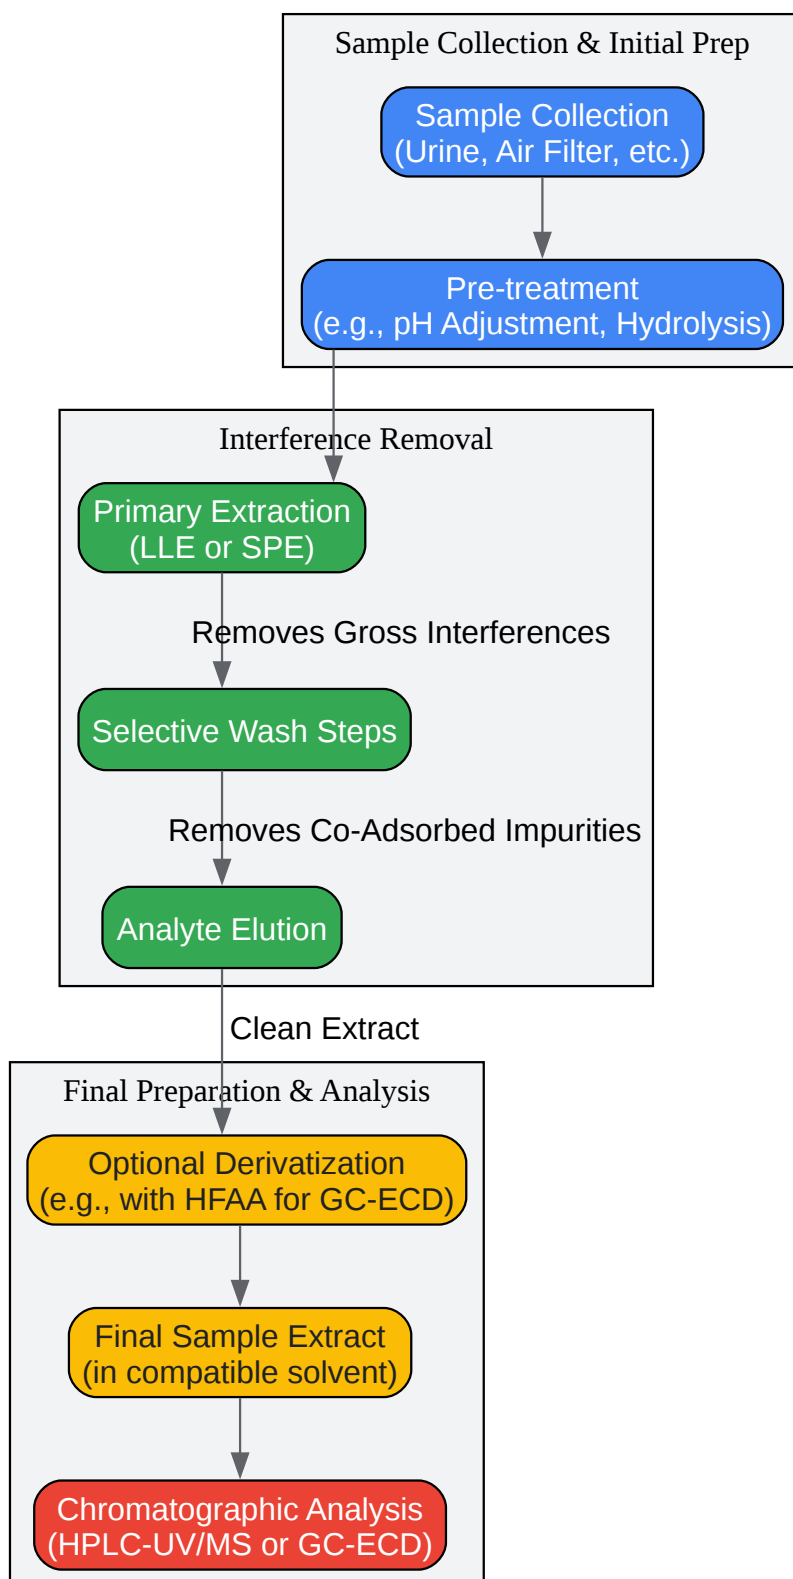 Sample Collection & Initial Prep
Sample Collection
(Urine, Air Filter, etc.)
Pre-treatment
(e.g., pH Adjustment, Hydrolysis)
Interference Removal
Primary Extraction
(LLE or SPE)
Removes Gross Interferences
Selective Wash Steps
Removes Co-Adsorbed Impurities
Analyte Elution
Clean Extract
Final Preparation & Analysis
Optional Derivatization
(e.g., with HFAA for GC-ECD)
Final Sample Extract
(in compatible solvent)
Chromatographic Analysis
(HPLC-UV/MS or GC-ECD)